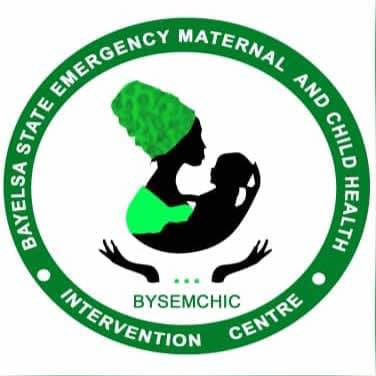 BAYELSA STATE EMERGENCY MATERNAL AND CHILD HEALTH
INTERVENTION CENTRE
BYSEMCHIC